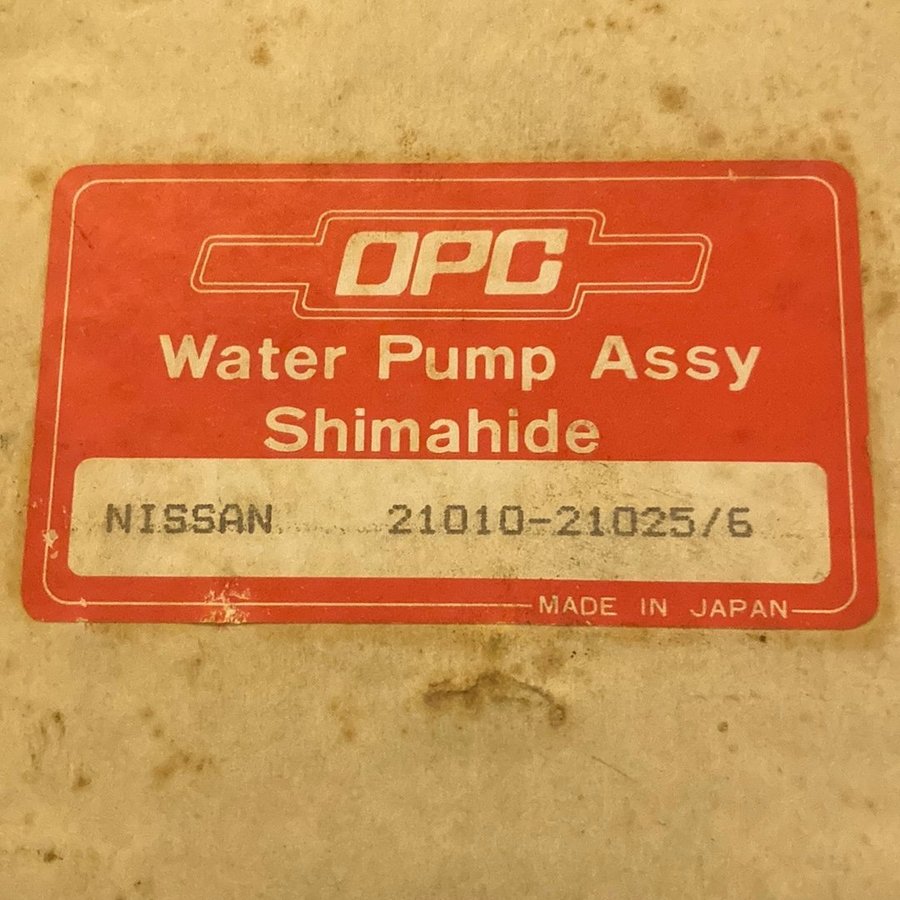 OPC
Water Pump Assy
Shimahide
NISSAN 21010-21025/6
MADE IN JAPAN